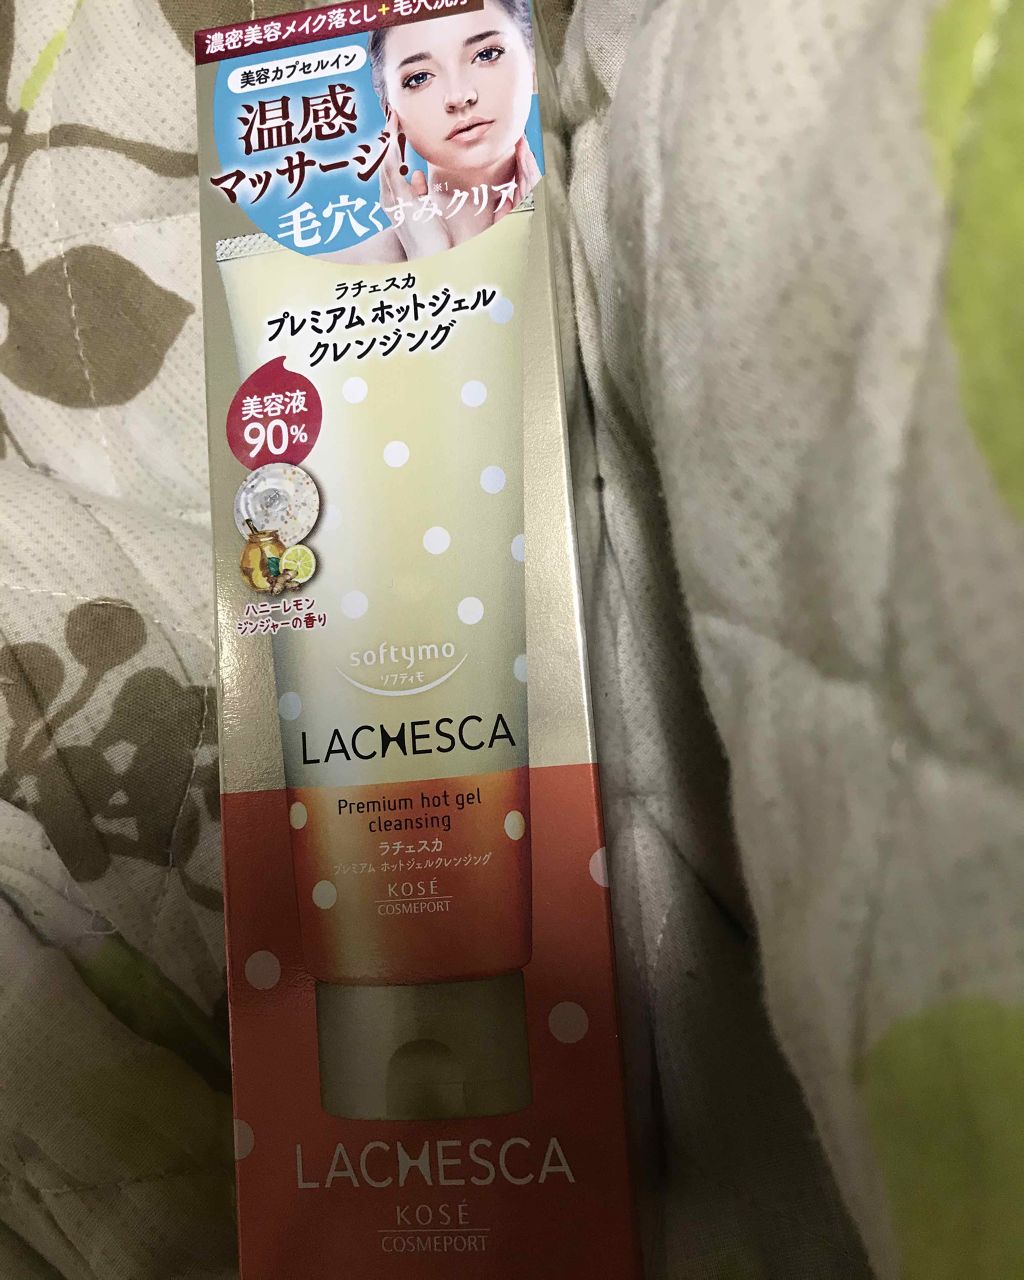 濃密美容メイク落とし+毛穴洗浄
美容カプセルイン
温感
マッサージ!
※1
毛穴くすみクリア
ラチェスカ
プレミアム ホットジェル
クレンジング
美容液
90%
ハニーレモン
ジンジャーの香り
softymo
ソフティモ
LACHESCA
Premium hot gel
cleansing
ラチェスカ
プレミアム ホットジェルクレンジング
KOSÉ
COSMEPORT
LACHESCA
KOSÉ
COSMEPORT